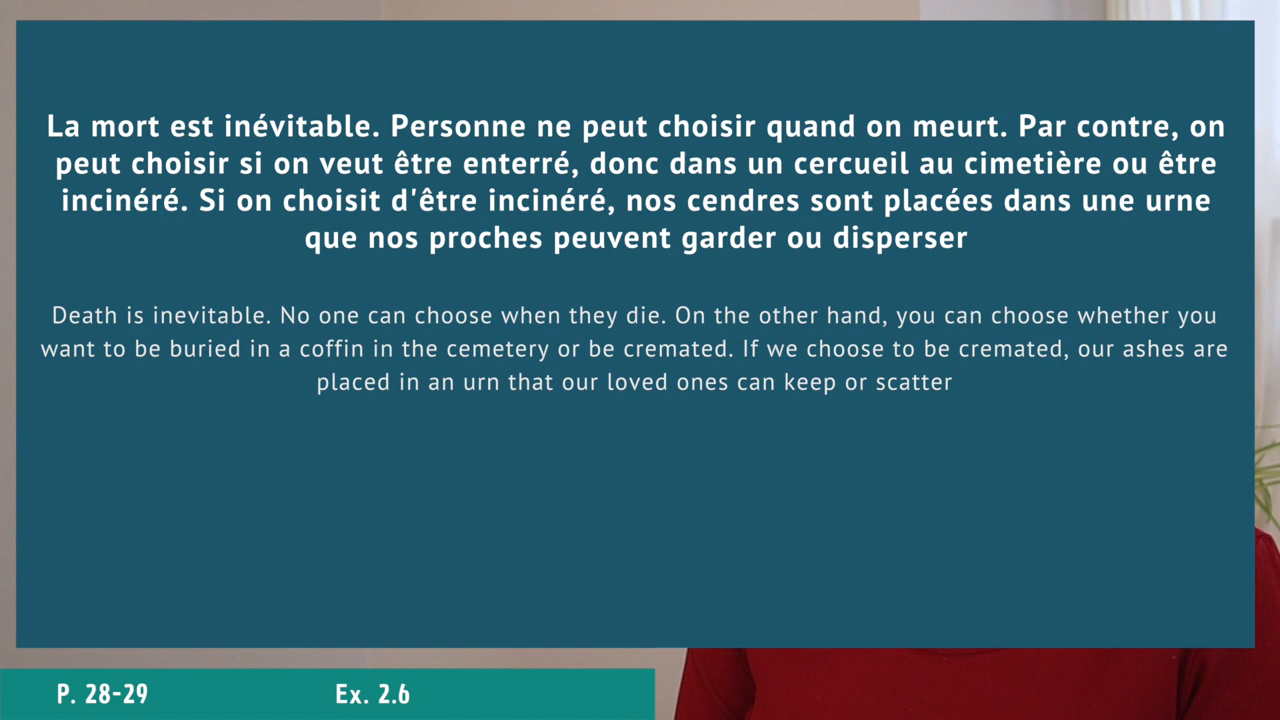 La mort est inévitable. Personne ne peut choisir quand on meurt. Par contre, on
peut choisir si on veut être enterré, donc dans un cercueil au cimetière ou être
incinéré. Si on choisit d'être incinéré, nos cendres sont placées dans une urne
que nos proches peuvent garder ou disperser
Death is inevitable. No one can choose when they die. On the other hand, you can choose whether you
want to be buried in a coffin in the cemetery or be cremated. If we choose to be cremated, our ashes are
placed in an urn that our loved ones can keep or scatter
P. 28-29 Ex. 2.6